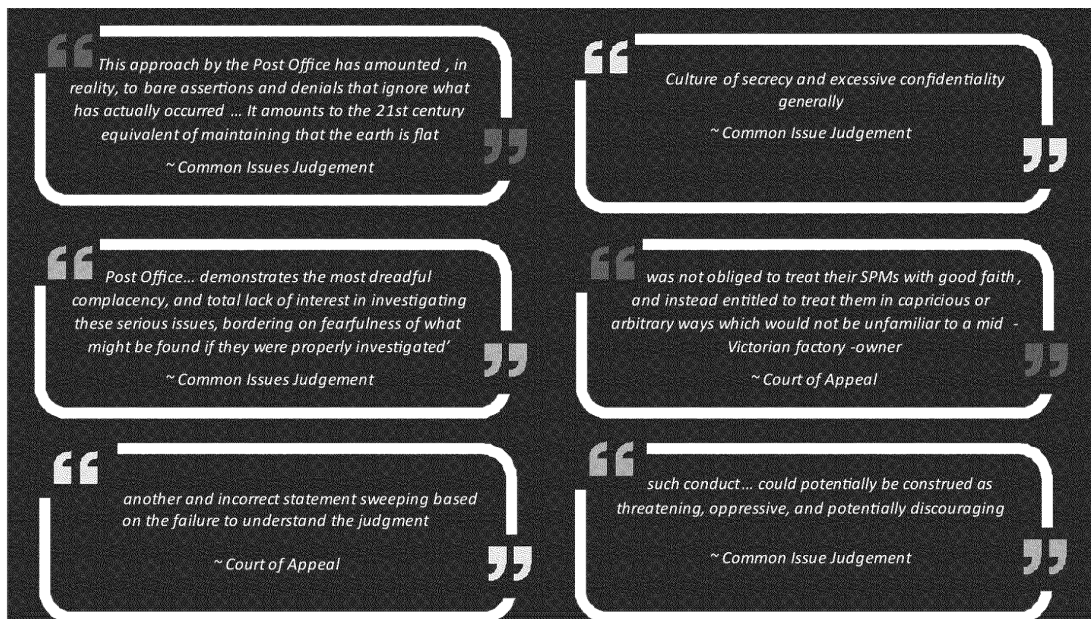 This approach by the Post Office has amounted , in
reality, to bare assertions and denials that ignore what
has actually occurred ... It amounts to the 21st century
equivalent of maintaining that the earth is flat
~ Common Issues Judgement
Culture of secrecy and excessive confidentiality
generally
~ Common Issue Judgement
Post Office... demonstrates the most dreadful
complacency, and total lack of interest in investigating
these serious issues, bordering on fearfulness of what
might be found if they were properly investigated’
~ Common Issues Judgement
was not obliged to treat their SPMs with good faith ,
and instead entitled to treat them in capricious or
arbitrary ways which would not be unfamiliar to a mid -
Victorian factory -owner
~ Court of Appeal
another and incorrect statement sweeping based
on the failure to understand the judgment
~ Court of Appeal
such conduct... could potentially be construed as
threatening, oppressive, and potentially discouraging
~ Common Issue Judgement